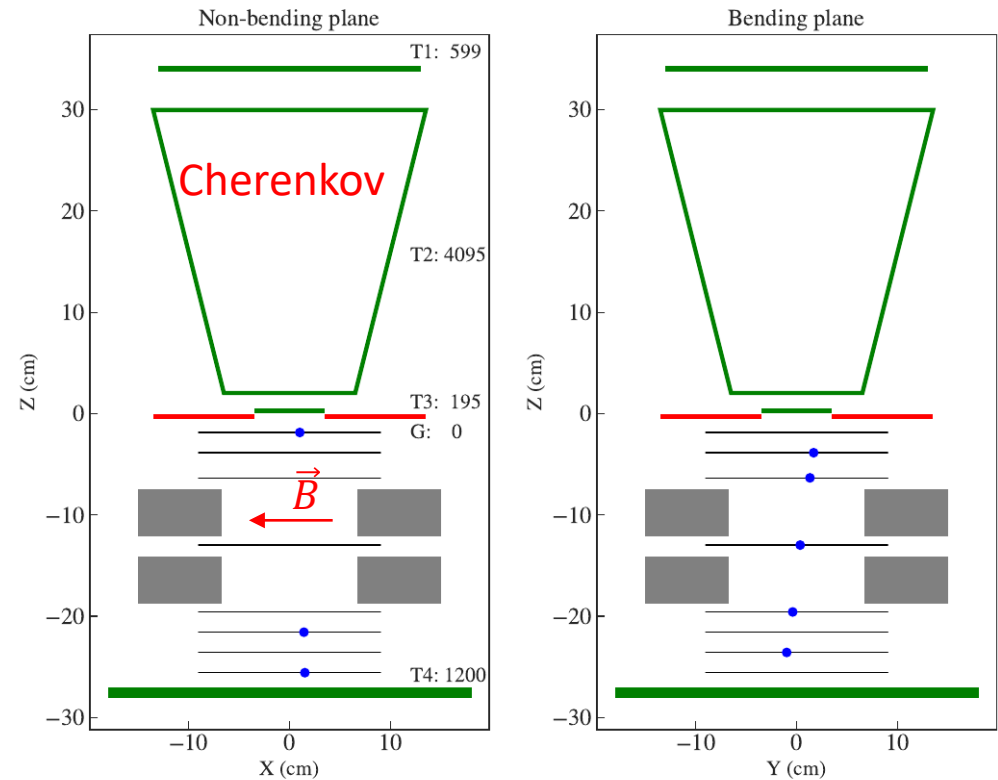 Non-bending plane
T1: 599
30
Cherenkov
20
T2: 4095
10
Z (cm)
T3: 195
0
G: 0
B
−10
−20
T4: 1200
−30
−10 0 10
X (cm)
Bending plane
30
20
10
Z (cm)
0
−10
−20
−30
−10 0 10
Y (cm)